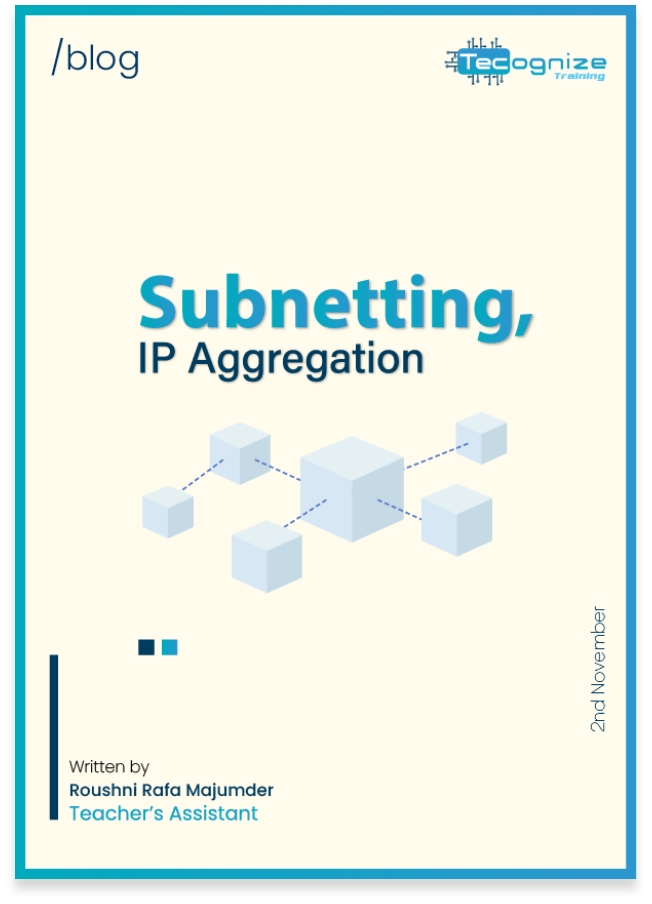 /blog
Tecognize
Training
Subnetting,
IP Aggregation
2nd November
Written by
Roushni Rafa Majumder
Teacher's Assistant